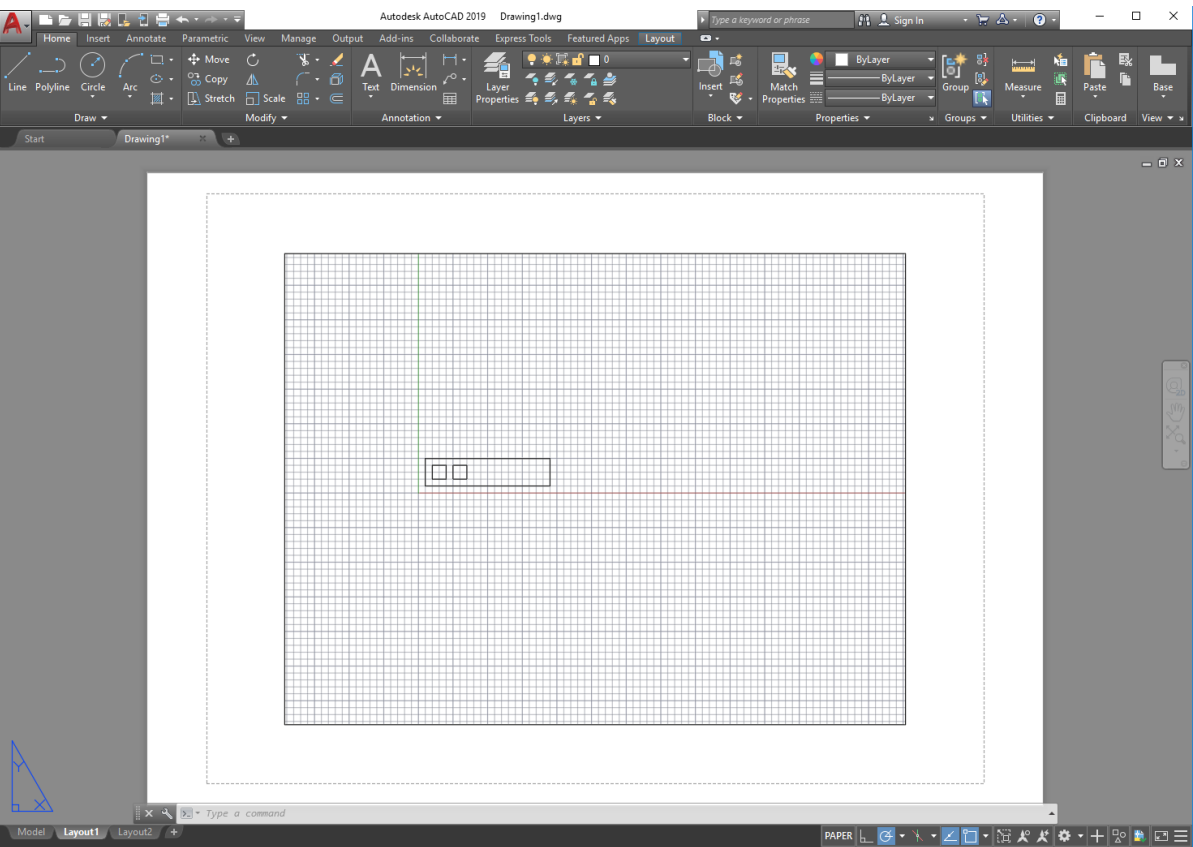 Autodesk AutoCAD 2019 Drawing1.dwg
Type a keyword or phrase
Sign In
Home Insert Annotate Parametric View Manage Output Add-ins Collaborate Express Tools Featured Apps Layout
Line Polyline Circle Arc
Move
Copy
Stretch Scale
Text Dimension
Layer
Properties
0
Insert
Match
Properties
ByLayer
ByLayer
ByLayer
Group
Measure
Paste
Base
Draw Modify Annotation Layers Block Properties Groups Utilities Clipboard View
Start Drawing1*
Y
X
Type a command
Model Layout1 Layout2
PAPER